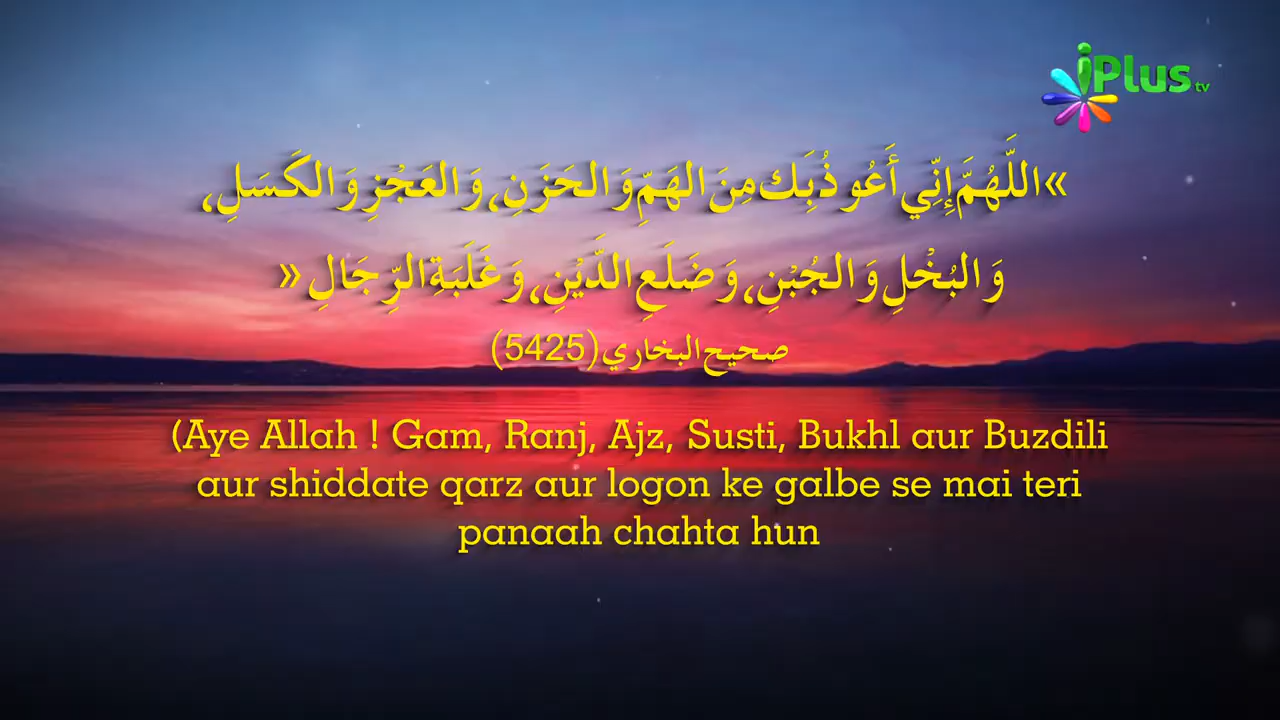 iPlus tv
«اللَّهُمَّ إِنِّي أَعُوذُ بِكَ مِنَ الهَمِّ وَالحَزَنِ، وَالعَجْزِ وَالكَسَلِ،
وَالبُخْلِ وَالجُبْنِ، وَضَلَعِ الدَّيْنِ، وَغَلَبَةِ الرِّجَالِ»
صحيح البخاري (5425)
(Aye Allah ! Gam, Ranj, Ajz, Susti, Bukhl aur Buzdili
aur shiddate qarz aur logon ke galbe se mai teri
panaah chahta hun